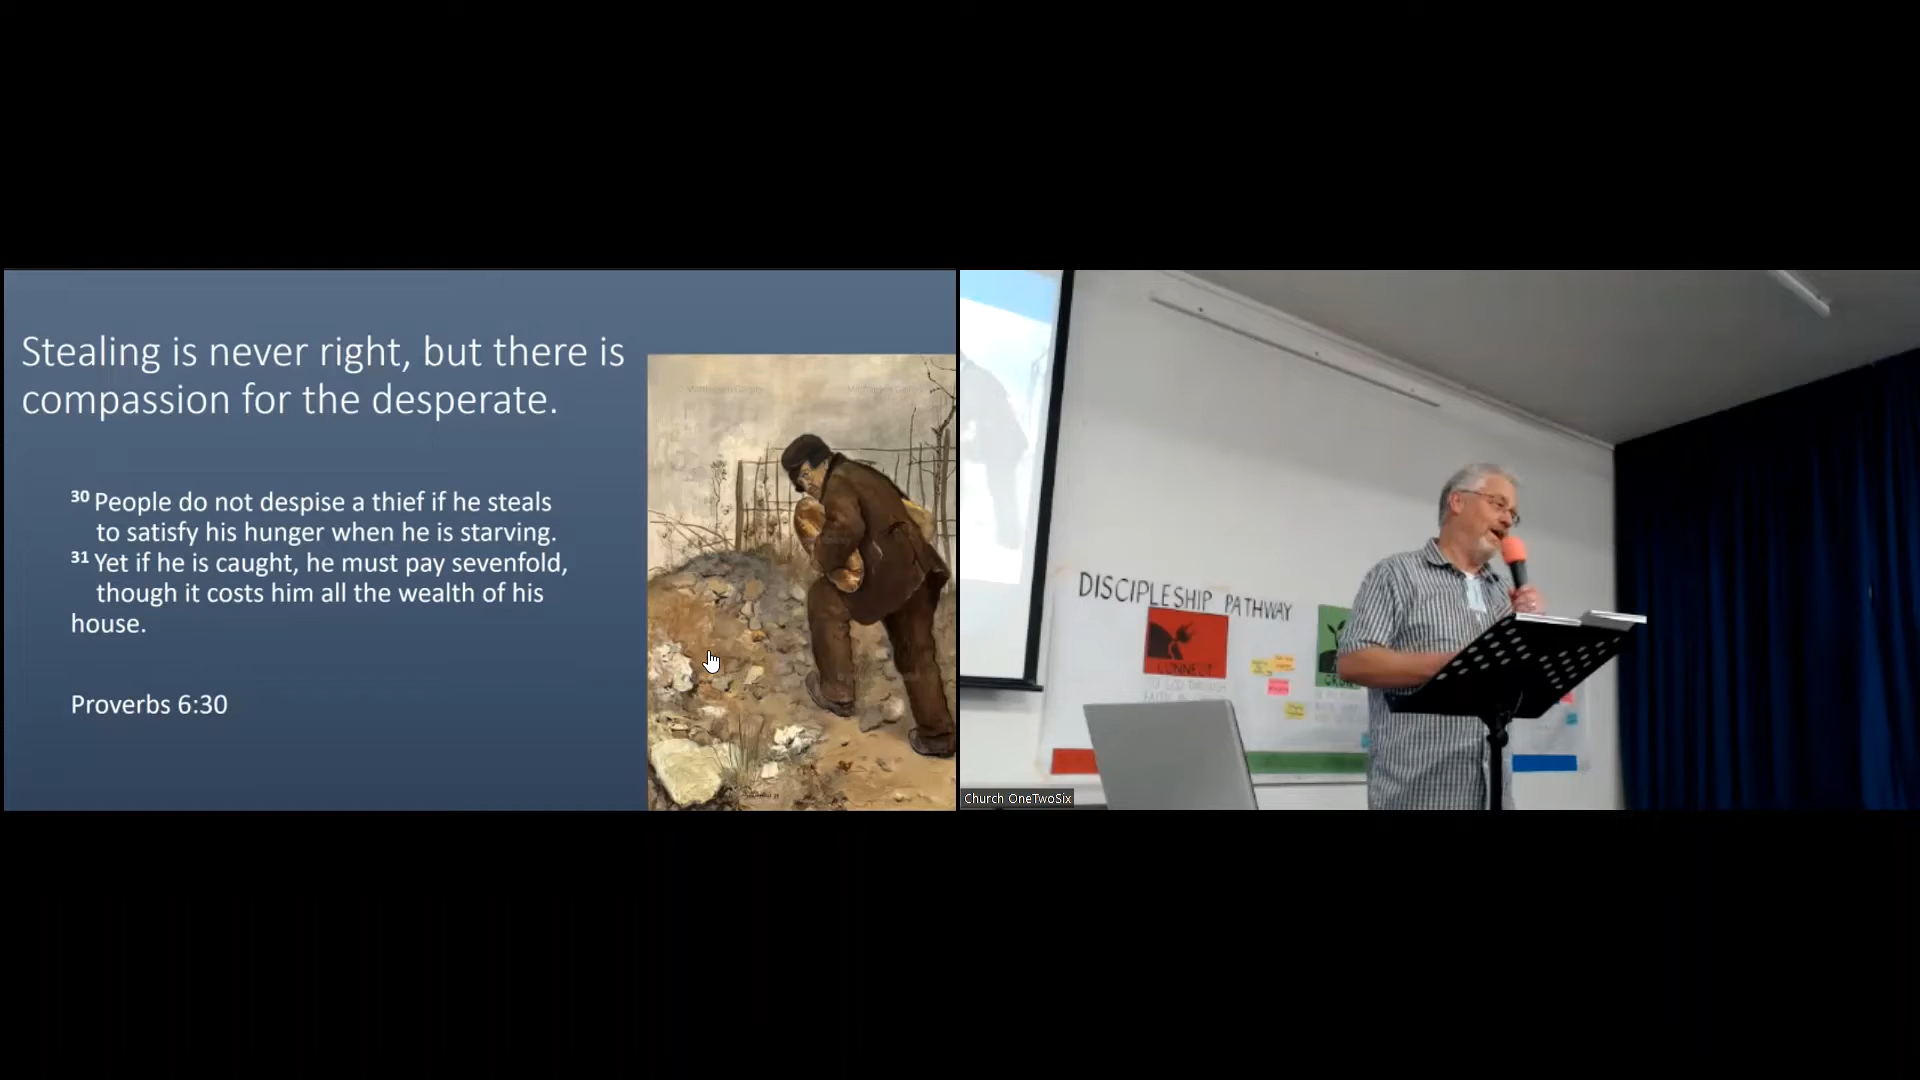 Stealing is never right, but there is
compassion for the desperate.
30 People do not despise a thief if he steals
to satisfy his hunger when he is starving.
31 Yet if he is caught, he must pay sevenfold,
though it costs him all the wealth of his
house.
Proverbs 6:30
DISCIPLESHIP PATHWAY
CONNECT
Church OneTwoSix